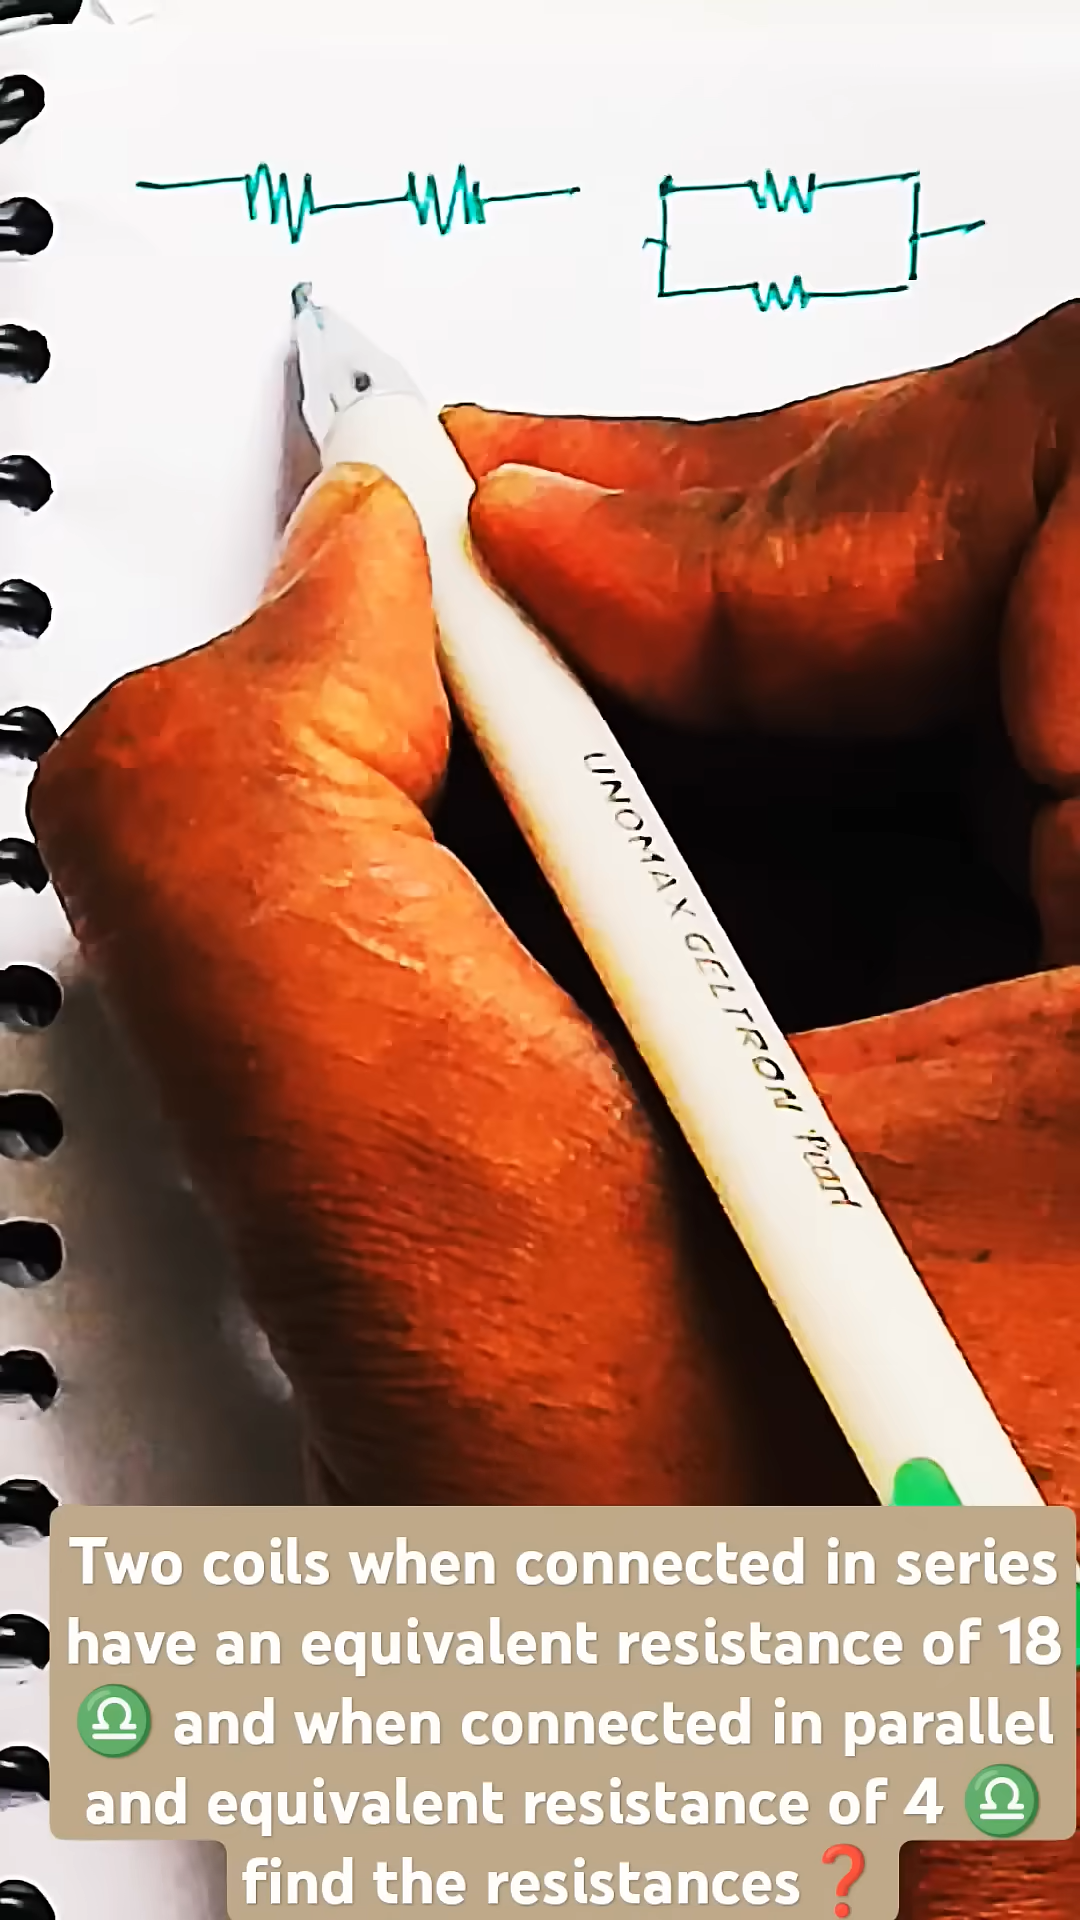 UNOMAX GELTRON Pearl
Two coils when connected in series
have an equivalent resistance of 18
♎ and when connected in parallel
and equivalent resistance of 4 ♎
find the resistances❓